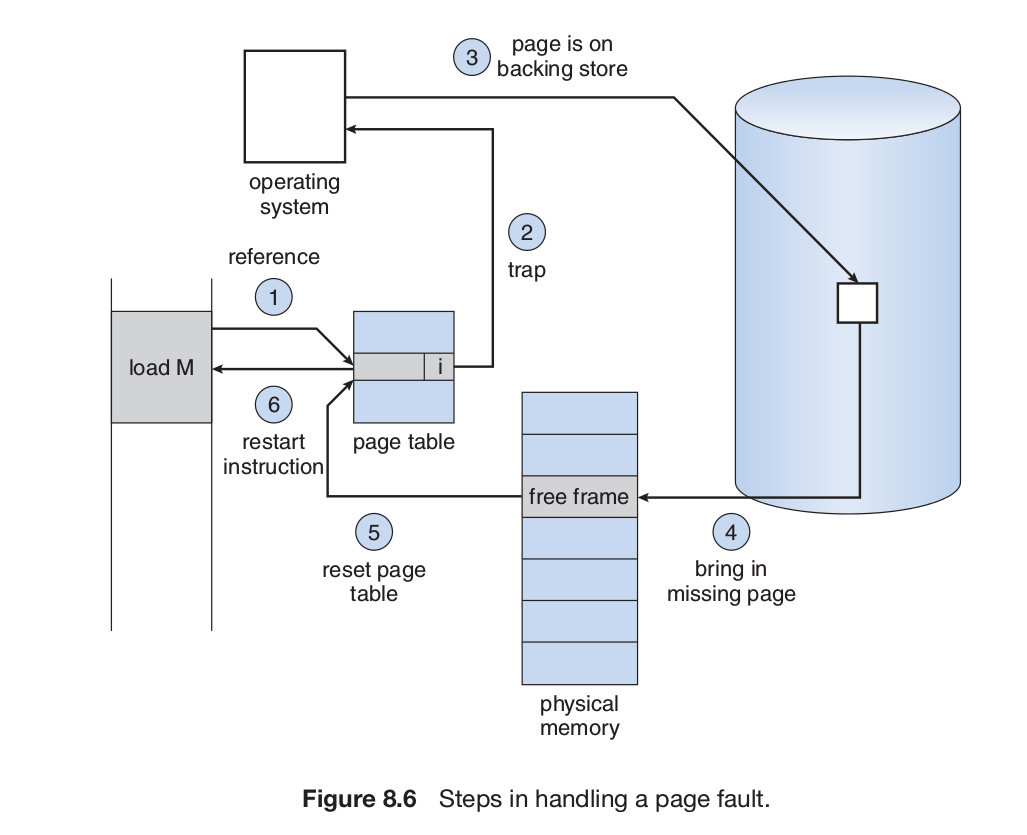 3
page is on
backing store
operating
system
2
trap
reference
1
load M
i
6
restart
instruction
page table
free frame
5
reset page
table
4
bring in
missing page
physical
memory
Figure 8.6 Steps in handling a page fault.